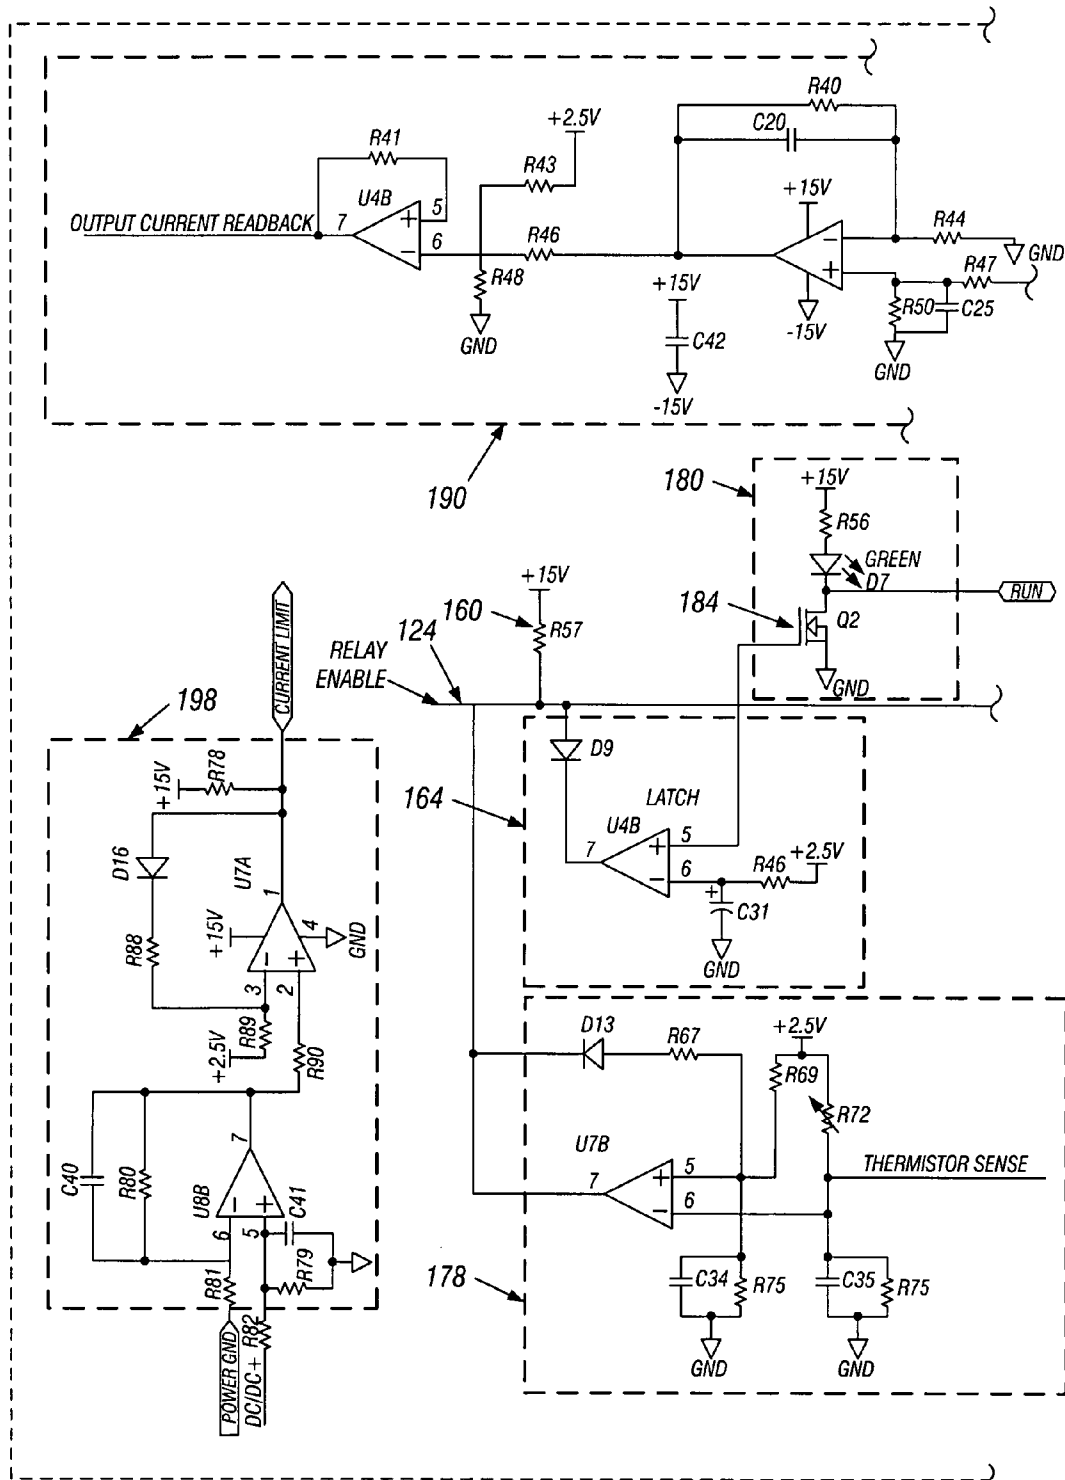 R40
C20
+2.5V
R41
R43
U4B
+15V
5
OUTPUT CURRENT READBACK
7
+
−
6
R46
−
+
R44
GND
R47
R48
GND
+15V
C42
-15V
-15V
R50
C25
GND
190
180
+15V
R56
GREEN
D7
RUN
184
Q2
GND
+15V
160
R57
124
RELAY
ENABLE
CURRENT LIMIT
198
+15V
R78
D16
U7A
1
+15V
4
GND
R88
−
+
3
2
+2.5V
R89
R90
164
D9
LATCH
U4B
7
+
5
−
6
R46
+2.5V
+
C31
GND
D13
R67
+2.5V
R69
R72
U7B
7
+
5
−
6
THERMISTOR SENSE
C40
R80
U8B
7
−
+
6
5
C41
R79
R81
R82
POWER GND
DC/DC+
178
C34
R75
GND
C35
R75
GND